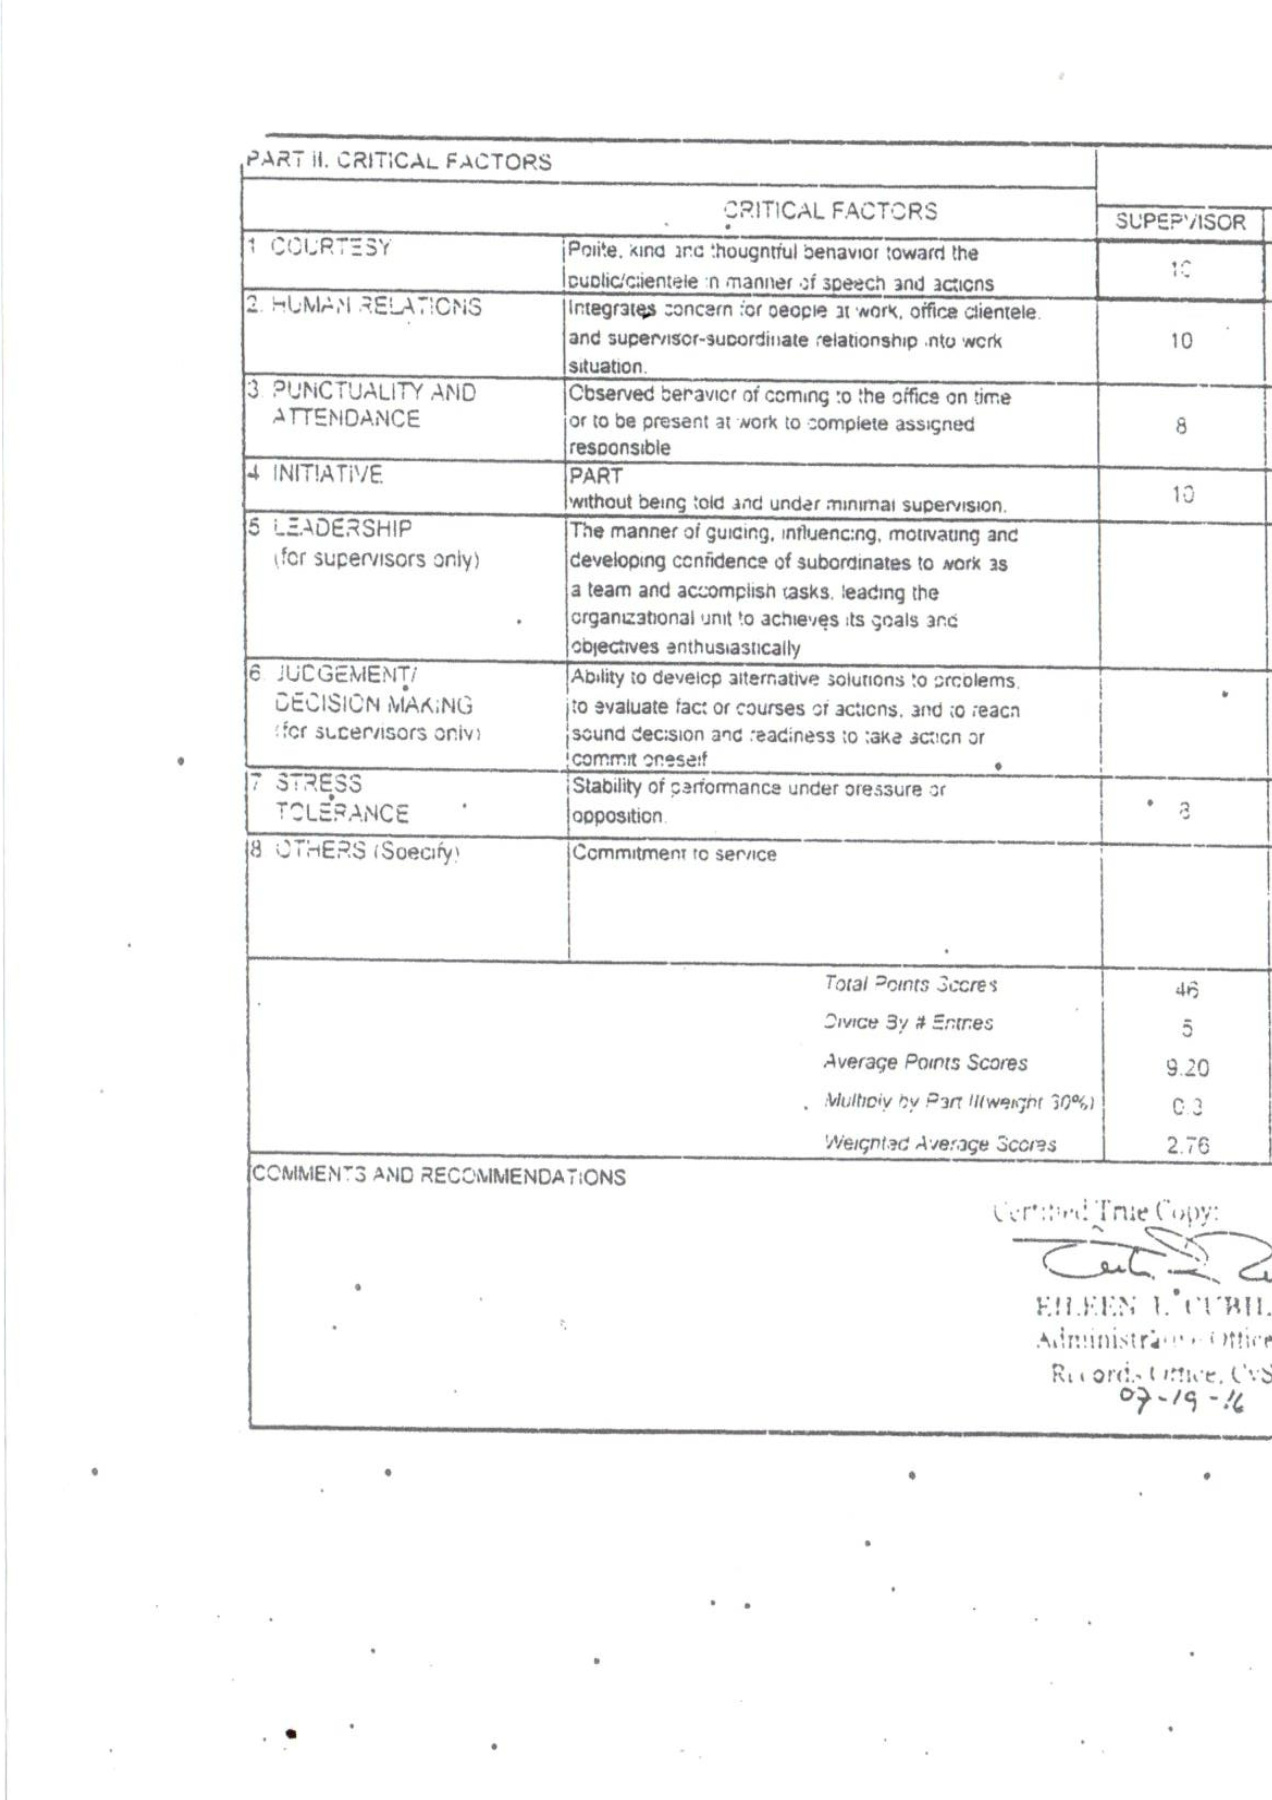 PART II. CRITICAL FACTORS
CRITICAL FACTORS
SUPERVISOR
1 COURTESY
Polite, kind and thoughtful behavior toward the
public/clientele in manner of speech and actions
10
2. HUMAN RELATIONS
Integrates concern for people at work, office clientele,
and supervisor-subordinate relationship into work
situation.
10
3 PUNCTUALITY AND
ATTENDANCE
Observed behavior of coming to the office on time
or to be present at work to complete assigned
responsible
8
4 INITIATIVE
PART
without being told and under minimal supervision.
10
5 LEADERSHIP
(for supervisors only)
The manner of guiding, influencing, motivating and
developing confidence of subordinates to work as
a team and accomplish tasks, leading the
organizational unit to achieves its goals and
objectives enthusiastically
6. JUDGEMENT/
DECISION MAKING
(for supervisors only)
Ability to develop alternative solutions to problems,
to evaluate fact or courses of actions, and to reach
sound decision and readiness to take action or
commit oneself
7 STRESS
TOLERANCE
Stability of performance under pressure or
opposition.
8
8 OTHERS (Specify)
Commitment to service
Total Points Scores 46
Divide By # Entries 5
Average Points Scores 9.20
Multiply by Part II(weight 30%) 0.3
Weighted Average Scores 2.76
COMMENTS AND RECOMMENDATIONS
Certified True Copy:
EILEEN L. CUBIL
Administrative Office
Records Office, CvS
07-19-16